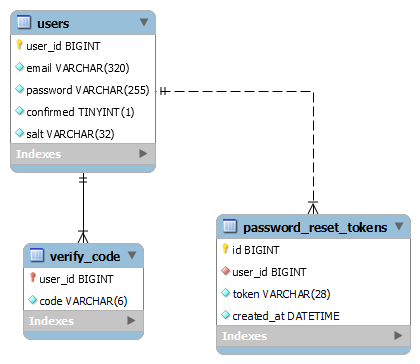 users
user_id BIGINT
email VARCHAR(320)
password VARCHAR(255)
confirmed TINYINT(1)
salt VARCHAR(32)
Indexes
verify_code
user_id BIGINT
code VARCHAR(6)
Indexes
password_reset_tokens
id BIGINT
user_id BIGINT
token VARCHAR(28)
created_at DATETIME
Indexes